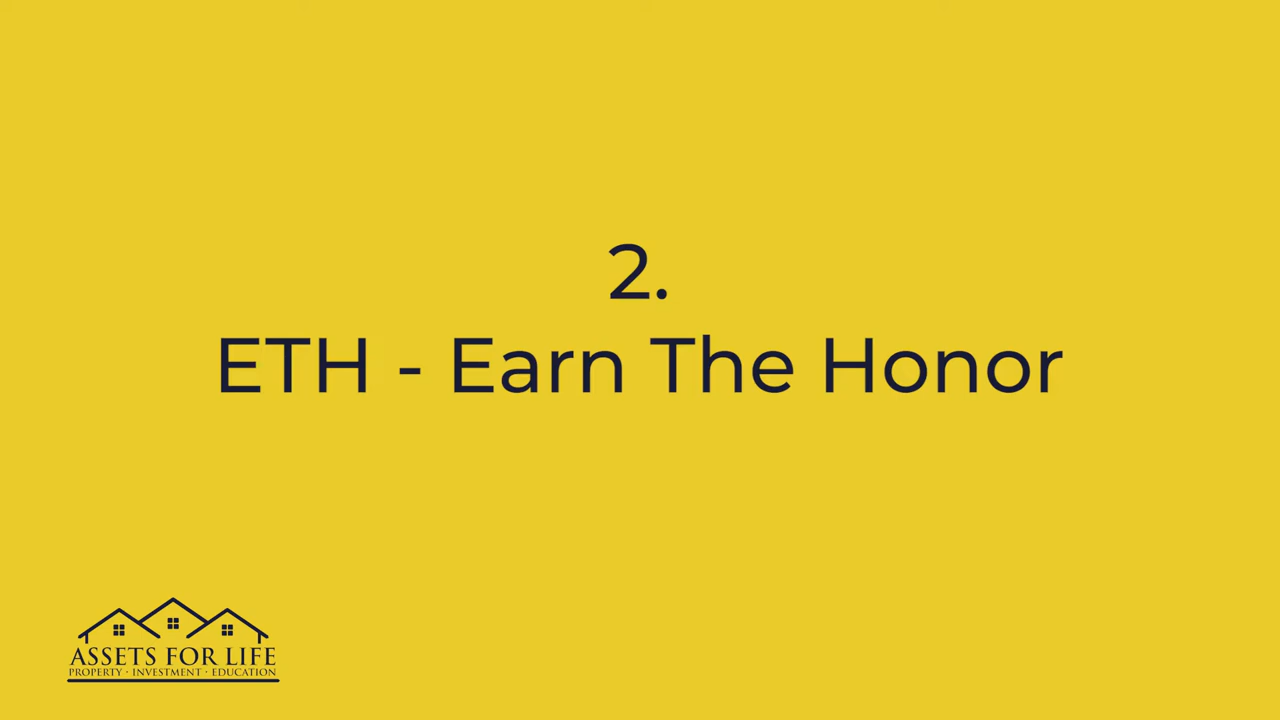 2.
ETH - Earn The Honor
ASSETS FOR LIFE
PROPERTY · INVESTMENT · EDUCATION